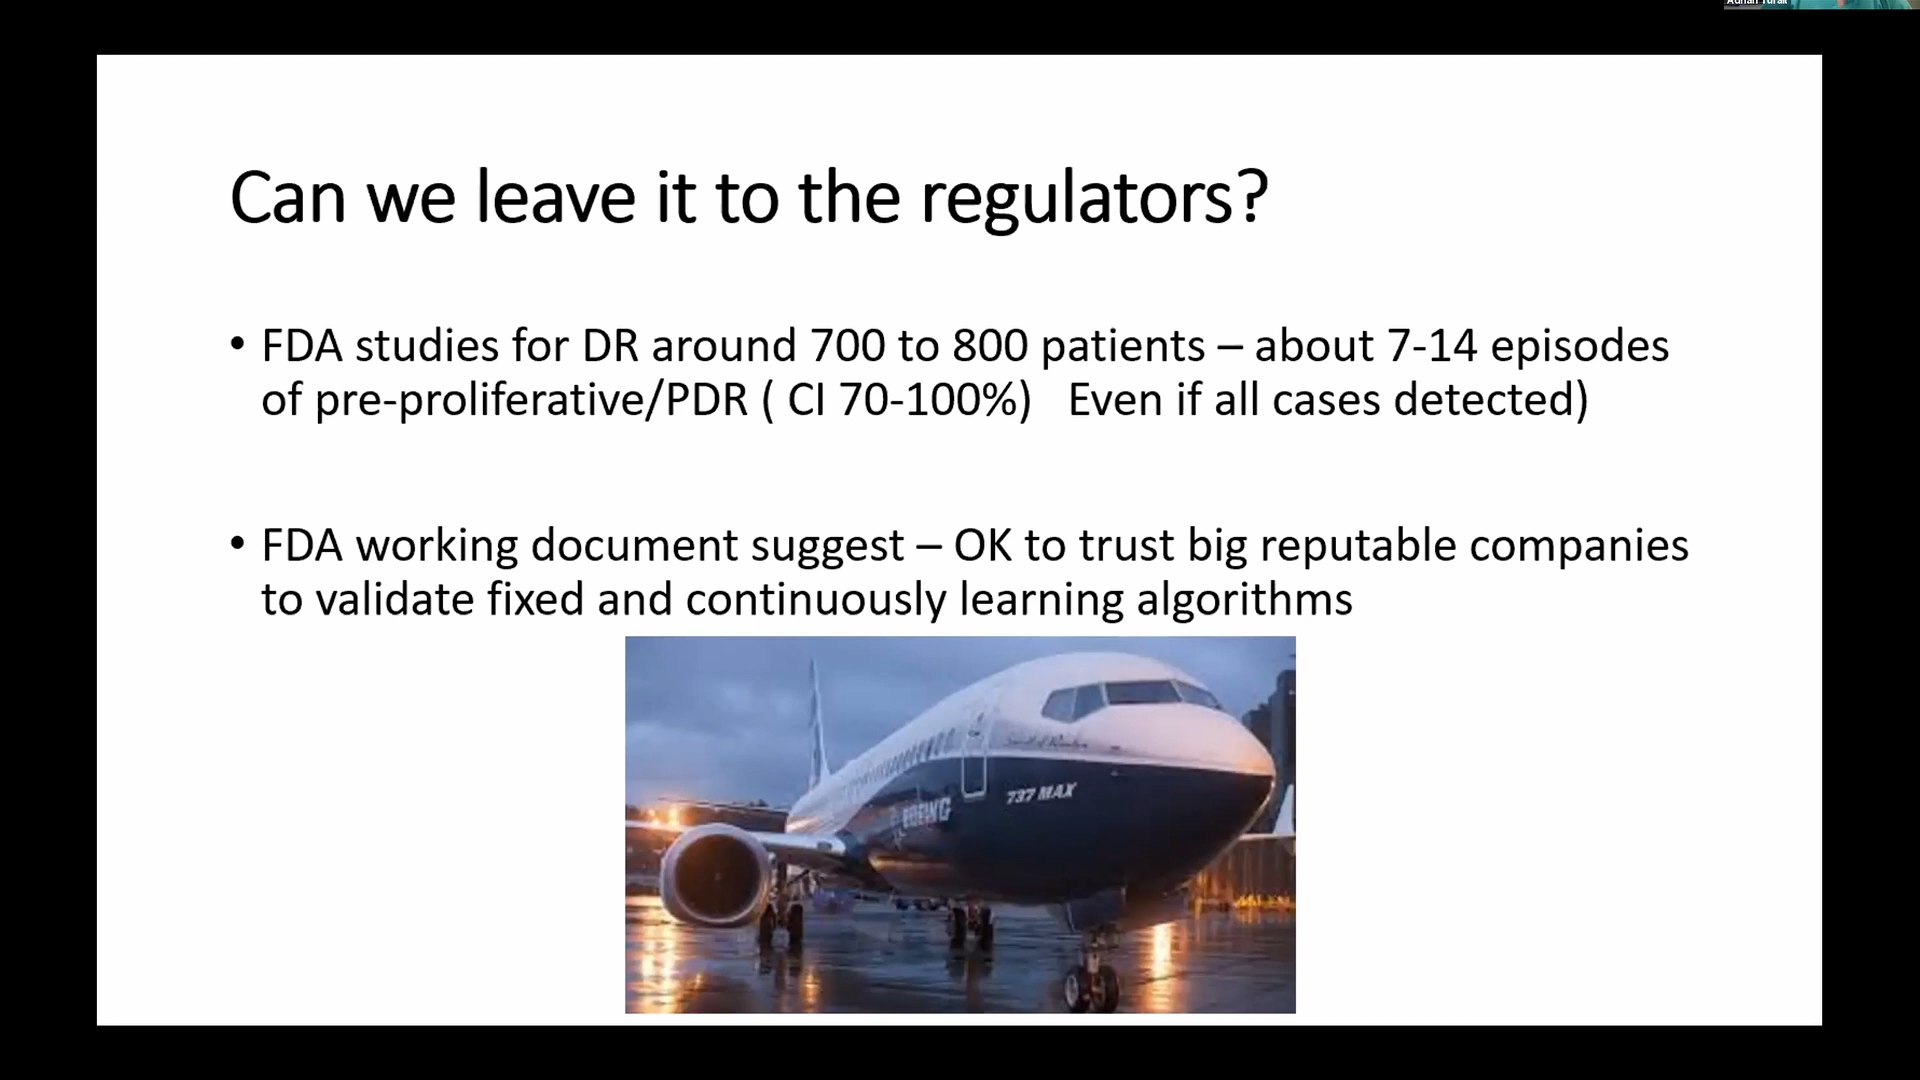 Can we leave it to the regulators?
• FDA studies for DR around 700 to 800 patients – about 7-14 episodes
of pre-proliferative/PDR ( CI 70-100%)   Even if all cases detected)
• FDA working document suggest – OK to trust big reputable companies
to validate fixed and continuously learning algorithms
BOEING
737 MAX